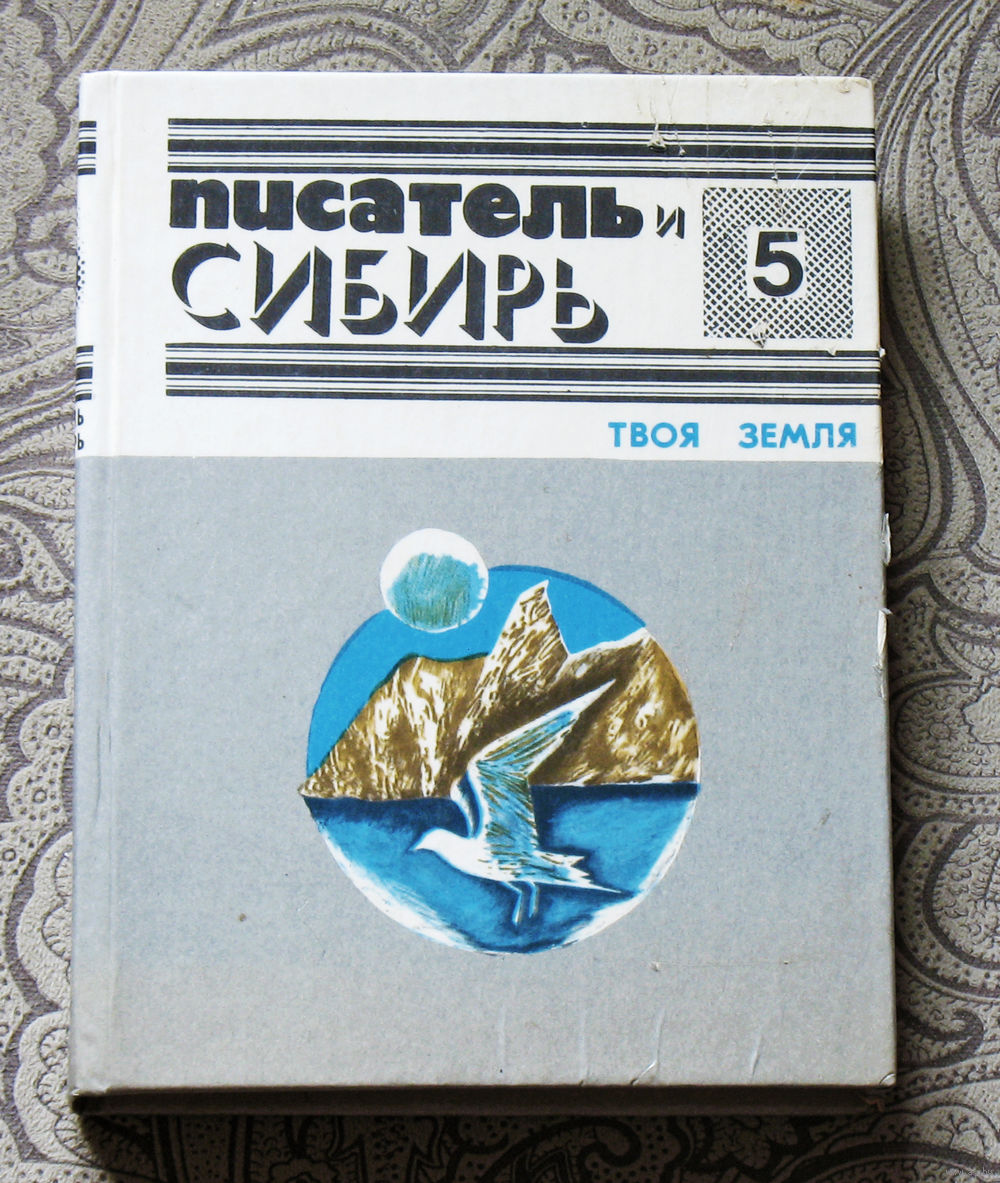 писатель и
СИБИРЬ
5
ТВОЯ ЗЕМЛЯ